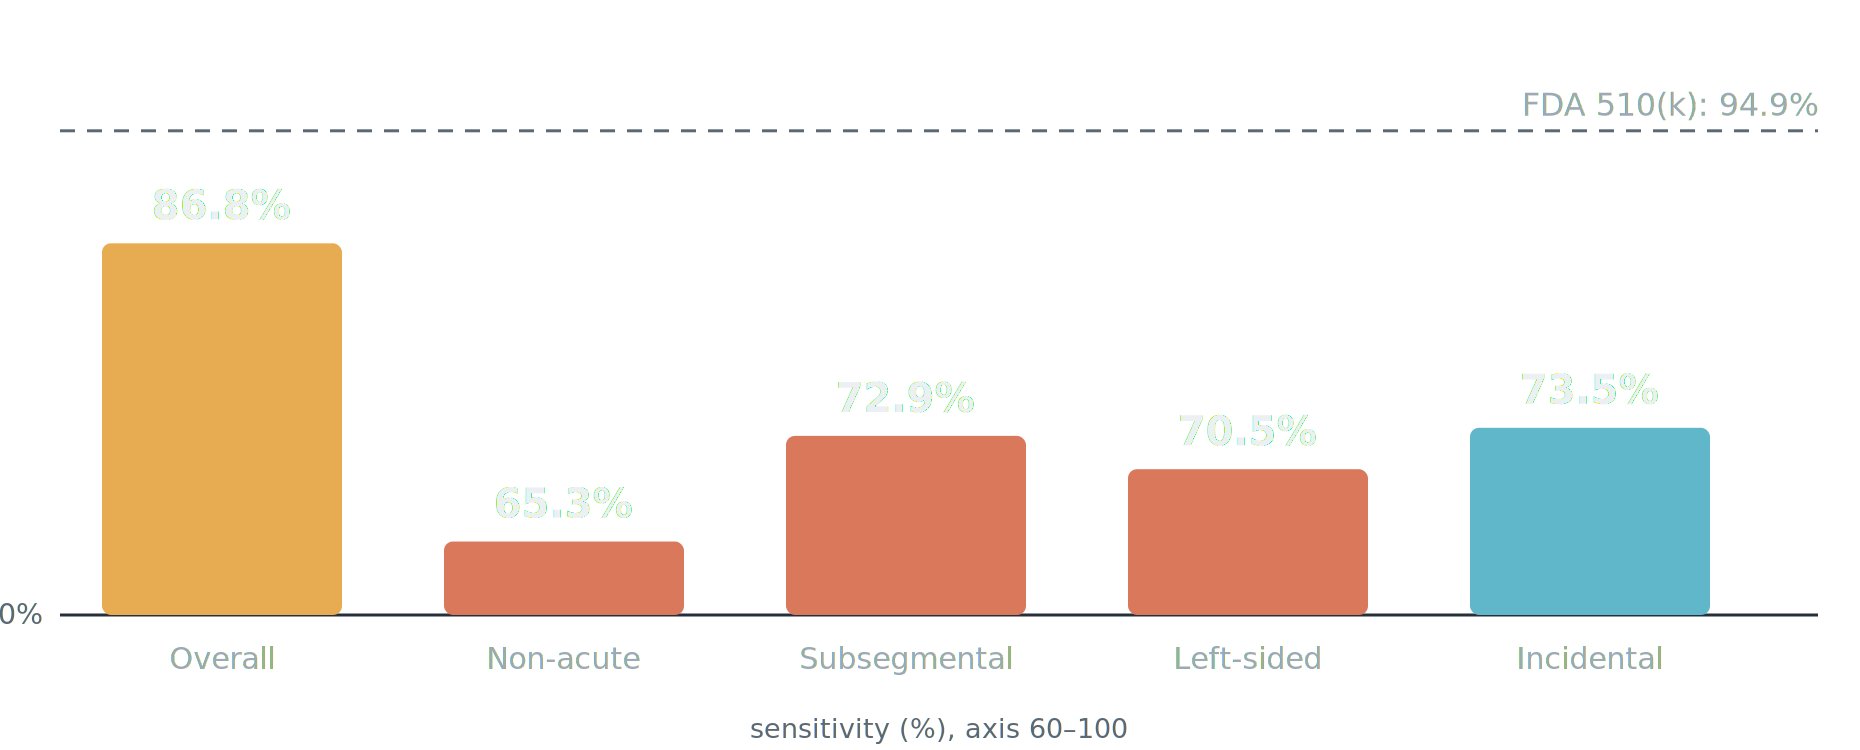 FDA 510(k): 94.9%
86.8%
65.3%
72.9%
70.5%
73.5%
0%
Overall
Non-acute
Subsegmental
Left-sided
Incidental
sensitivity (%), axis 60–100